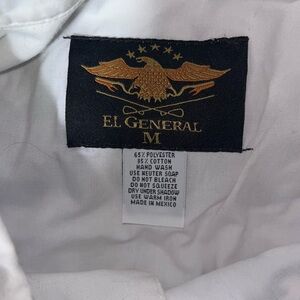 EL GENERAL
M
65% POLYESTER
35% COTTON
HAND WASH
USE NEUTER SOAP
DO NOT BLEACH
DO NOT SQUEEZE
DRY UNDER SHADOW
USE WARM IRON
MADE IN MEXICO